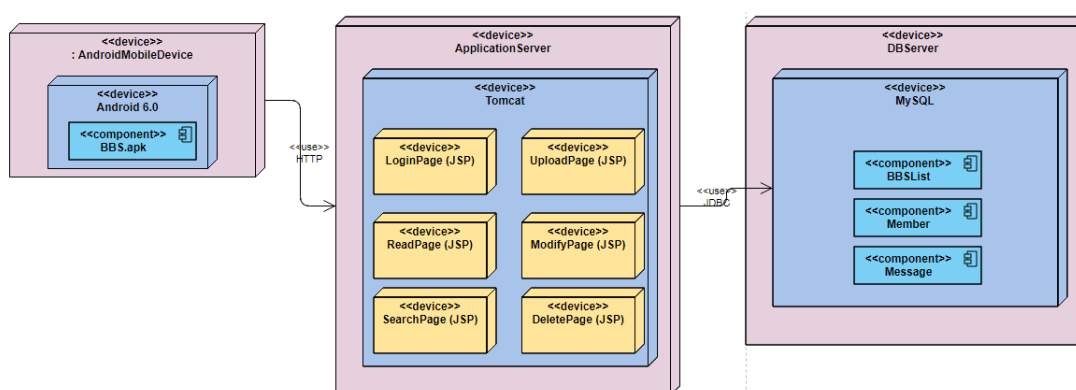 <<device>>
: AndroidMobileDevice
<<device>>
Android 6.0
<<component>>
BBS.apk
<<use>>
HTTP
<<device>>
ApplicationServer
<<device>>
Tomcat
<<device>>
LoginPage (JSP)
<<device>>
UploadPage (JSP)
<<device>>
ReadPage (JSP)
<<device>>
ModifyPage (JSP)
<<device>>
SearchPage (JSP)
<<device>>
DeletePage (JSP)
<<use>>
JDBC
<<device>>
DBServer
<<device>>
MySQL
<<component>>
BBSList
<<component>>
Member
<<component>>
Message